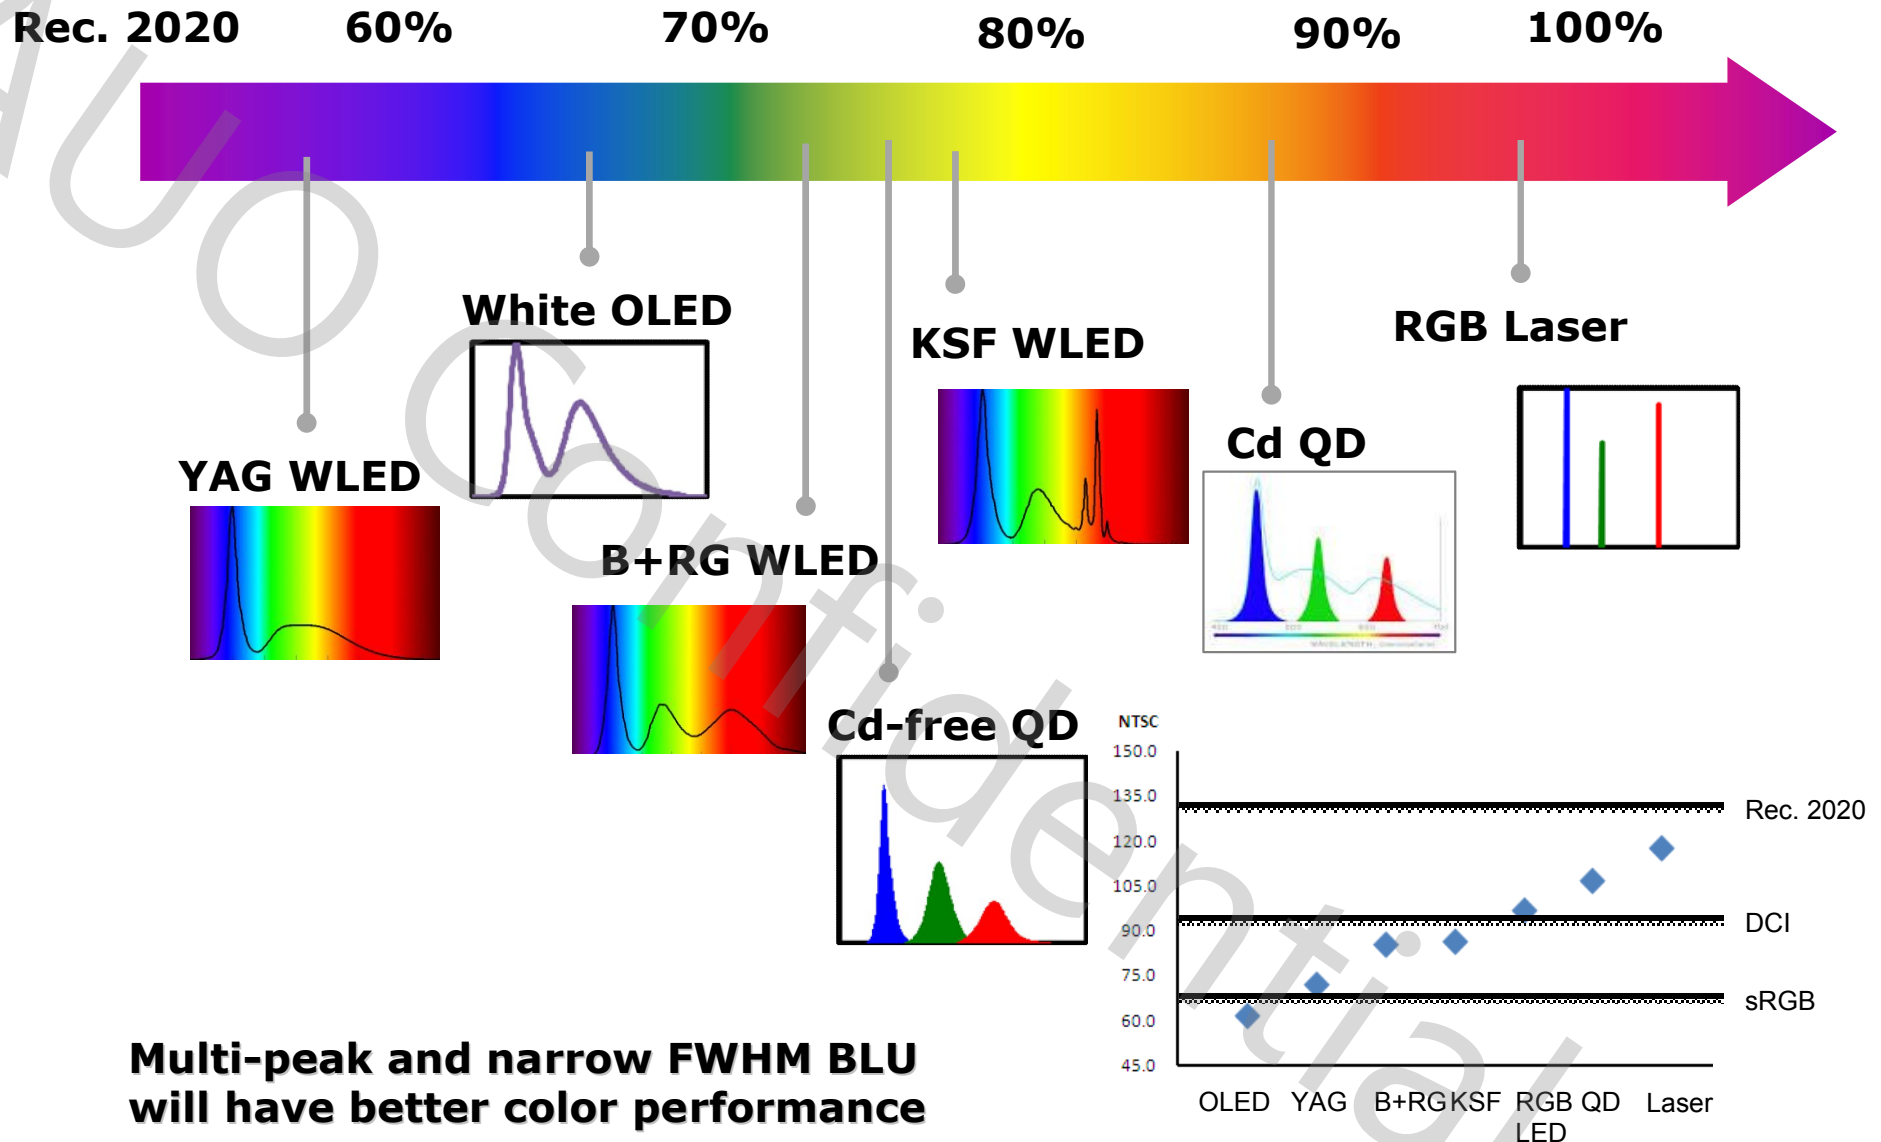 Rec. 2020 60% 70% 80% 90% 100%
White OLED
RGB Laser
KSF WLED
Cd QD
YAG WLED
B+RG WLED
Cd-free QD
NTSC
150.0
135.0
Rec. 2020
120.0
105.0
90.0
DCI
75.0
sRGB
60.0
45.0
OLED YAG B+RG KSF RGB QD Laser
LED
Multi-peak and narrow FWHM BLU
will have better color performance
AUO Confidential